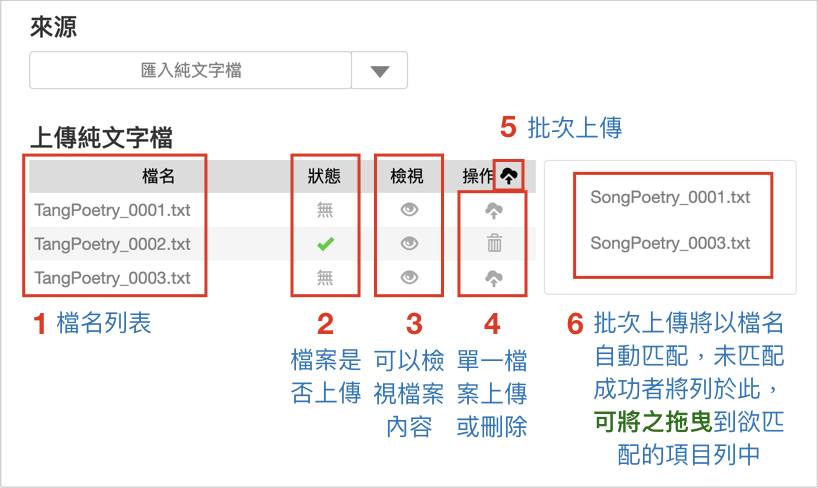 來源
匯入純文字檔
上傳純文字檔
5 批次上傳
檔名 狀態 檢視 操作
TangPoetry_0001.txt 無
TangPoetry_0002.txt
TangPoetry_0003.txt 無
SongPoetry_0001.txt
SongPoetry_0003.txt
1 檔名列表
2
檔案是
否上傳
3
可以檢
視檔案
內容
4
單一檔
案上傳
或刪除
6 批次上傳將以檔名
自動匹配，未匹配
成功者將列於此，
可將之拖曳到欲匹
配的項目列中